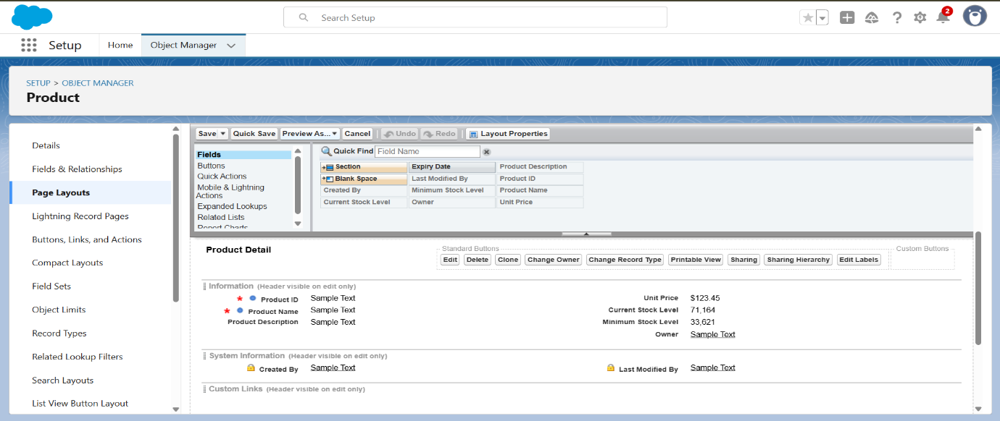 Search Setup
2
Setup
Home
Object Manager
SETUP > OBJECT MANAGER
Product
Details
Fields & Relationships
Page Layouts
Lightning Record Pages
Buttons, Links, and Actions
Compact Layouts
Field Sets
Object Limits
Record Types
Related Lookup Filters
Search Layouts
List View Button Layout
Save Quick Save Preview As... Cancel Undo Redo Layout Properties
Fields
Buttons
Quick Actions
Mobile & Lightning
Actions
Expanded Lookups
Related Lists
Report Charts
Quick Find Field Name
Section Expiry Date Product Description
Blank Space Last Modified By Product ID
Created By Minimum Stock Level Product Name
Current Stock Level Owner Unit Price
Product Detail
Standard Buttons
Edit Delete Clone Change Owner Change Record Type Printable View Sharing Sharing Hierarchy Edit Labels
Custom Buttons
Information (Header visible on edit only)
* Product ID Sample Text Unit Price $123.45
* Product Name Sample Text Current Stock Level 71,164
Product Description Sample Text Minimum Stock Level 33,621
Owner Sample Text
System Information (Header visible on edit only)
Created By Sample Text Last Modified By Sample Text
Custom Links (Header visible on edit only)